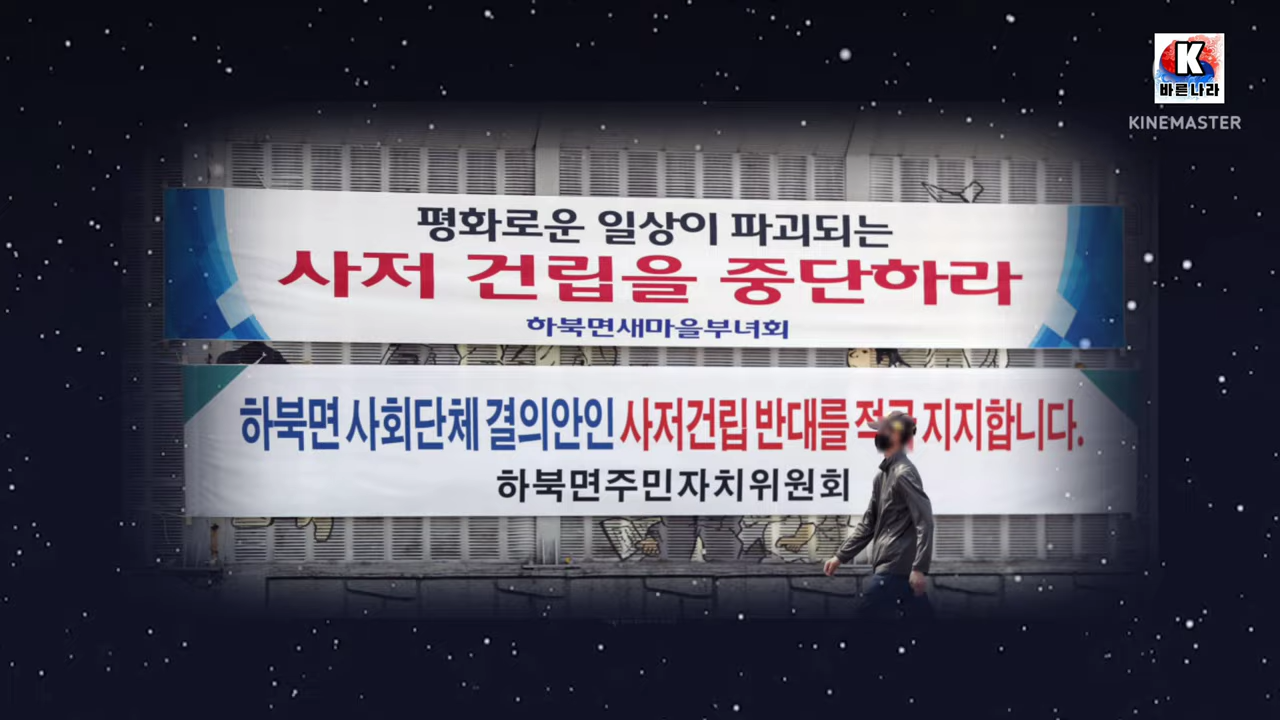 K
바른나라
KINEMASTER
평화로운 일상이 파괴되는
사저 건립을 중단하라
하북면새마을부녀회
하북면 사회단체 결의안인 사저건립 반대를 지지합니다.
하북면주민자치위원회